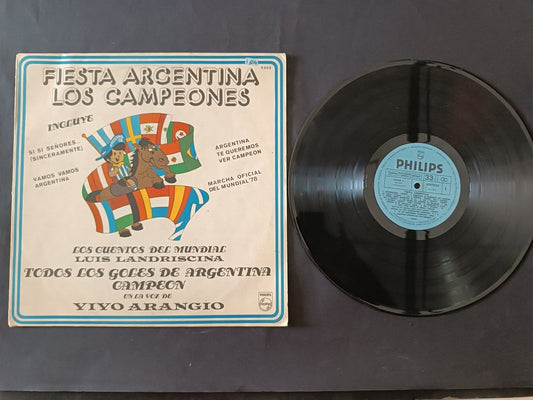 FIESTA ARGENTINA
LOS CAMPEONES
INCLUYE
SI, SI SEÑORES...
(SINCERAMENTE)
VAMOS VAMOS
ARGENTINA
ARGENTINA
TE QUEREMOS
VER CAMPEON
MARCHA OFICIAL
DEL MUNDIAL '78
LOS CUENTOS DEL MUNDIAL
LUIS LANDRISCINA
TODOS LOS GOLES DE ARGENTINA
CAMPEON
EN LA VOZ DE
YIYO ARANGIO
PHILIPS
PHILIPS
33